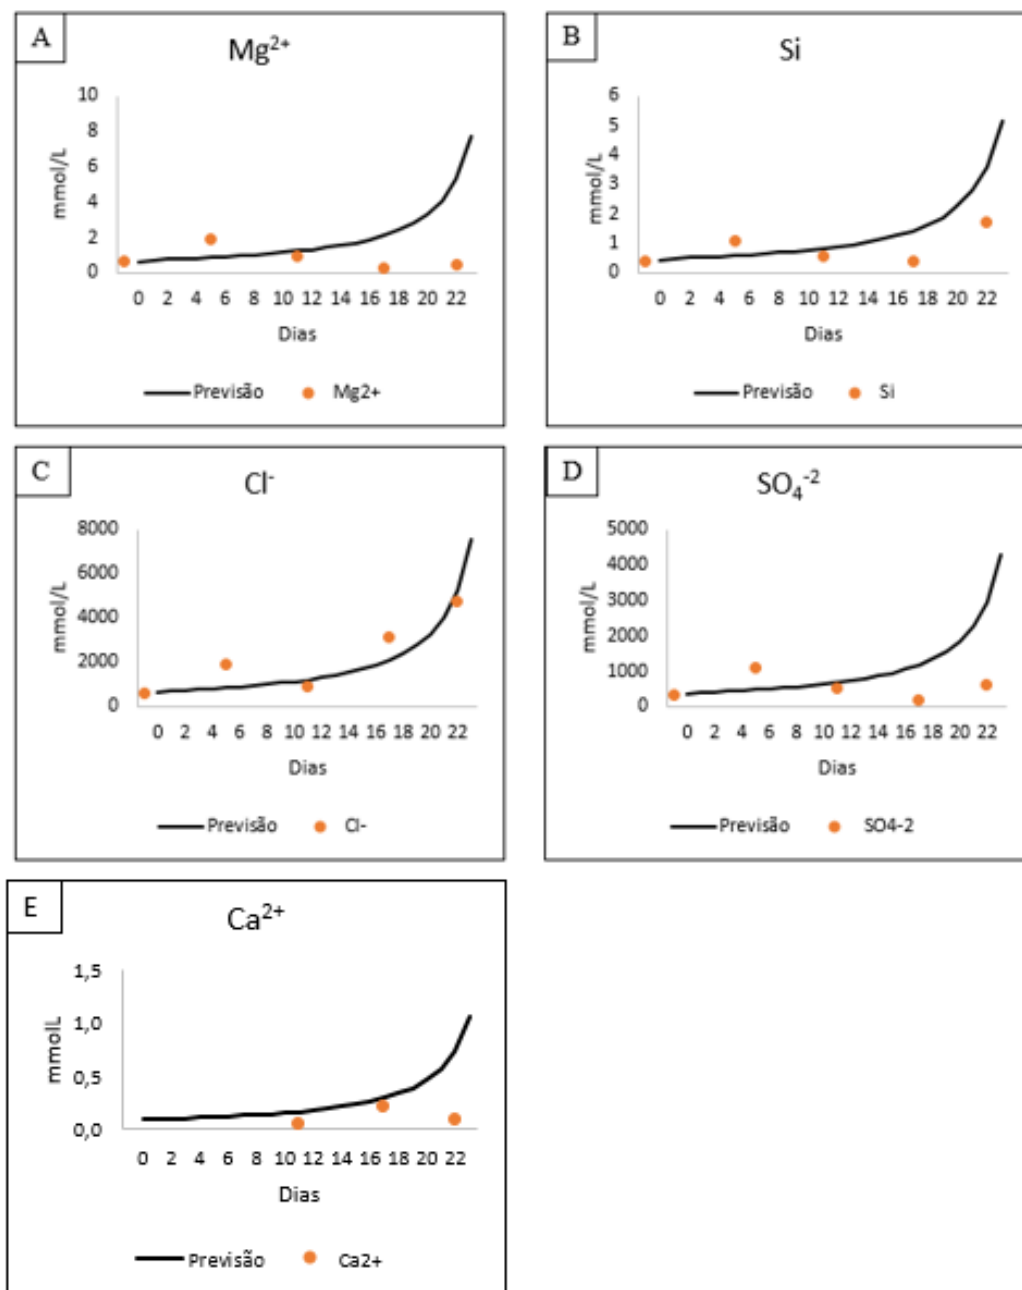 A
Mg²⁺
10
8
6
4
2
0
mmol/L
0 2 4 6 8 10 12 14 16 18 20 22
Dias
Previsão Mg2+
B
Si
6
5
4
3
2
1
0
mmol/L
0 2 4 6 8 10 12 14 16 18 20 22
Dias
Previsão Si
C
Cl⁻
8000
6000
4000
2000
0
mmol/L
0 2 4 6 8 10 12 14 16 18 20 22
Dias
Previsão Cl-
D
SO₄⁻²
5000
4000
3000
2000
1000
0
mmol/L
0 2 4 6 8 10 12 14 16 18 20 22
Dias
Previsão SO4-2
E
Ca²⁺
1,5
1,0
0,5
0,0
mmolL
0 2 4 6 8 10 12 14 16 18 20 22
Dias
Previsão Ca2+